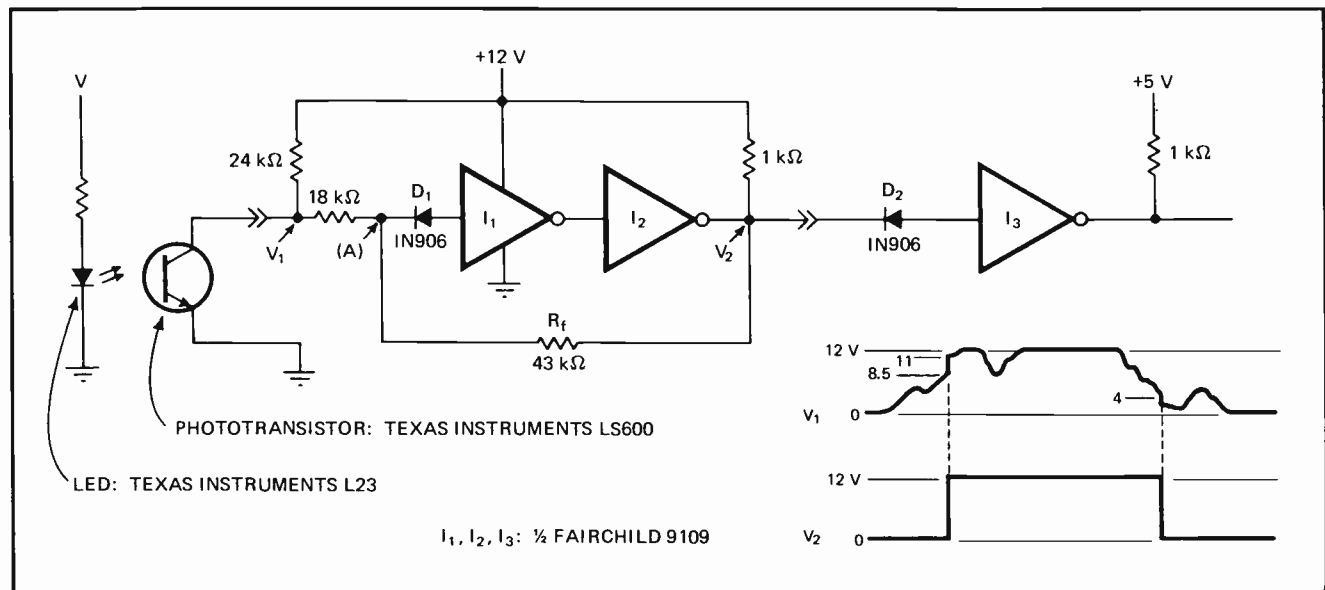 +12 V
V
+5 V
24 kΩ
1 kΩ
1 kΩ
18 kΩ
D1
D2
I1
I2
I3
V1
(A)
IN906
V2
IN906
Rf
43 kΩ
12 V
11
8.5
4
V1
0
PHOTOTRANSISTOR: TEXAS INSTRUMENTS LS600
LED: TEXAS INSTRUMENTS L23
12 V
I1, I2, I3: ½ FAIRCHILD 9109
V2
0